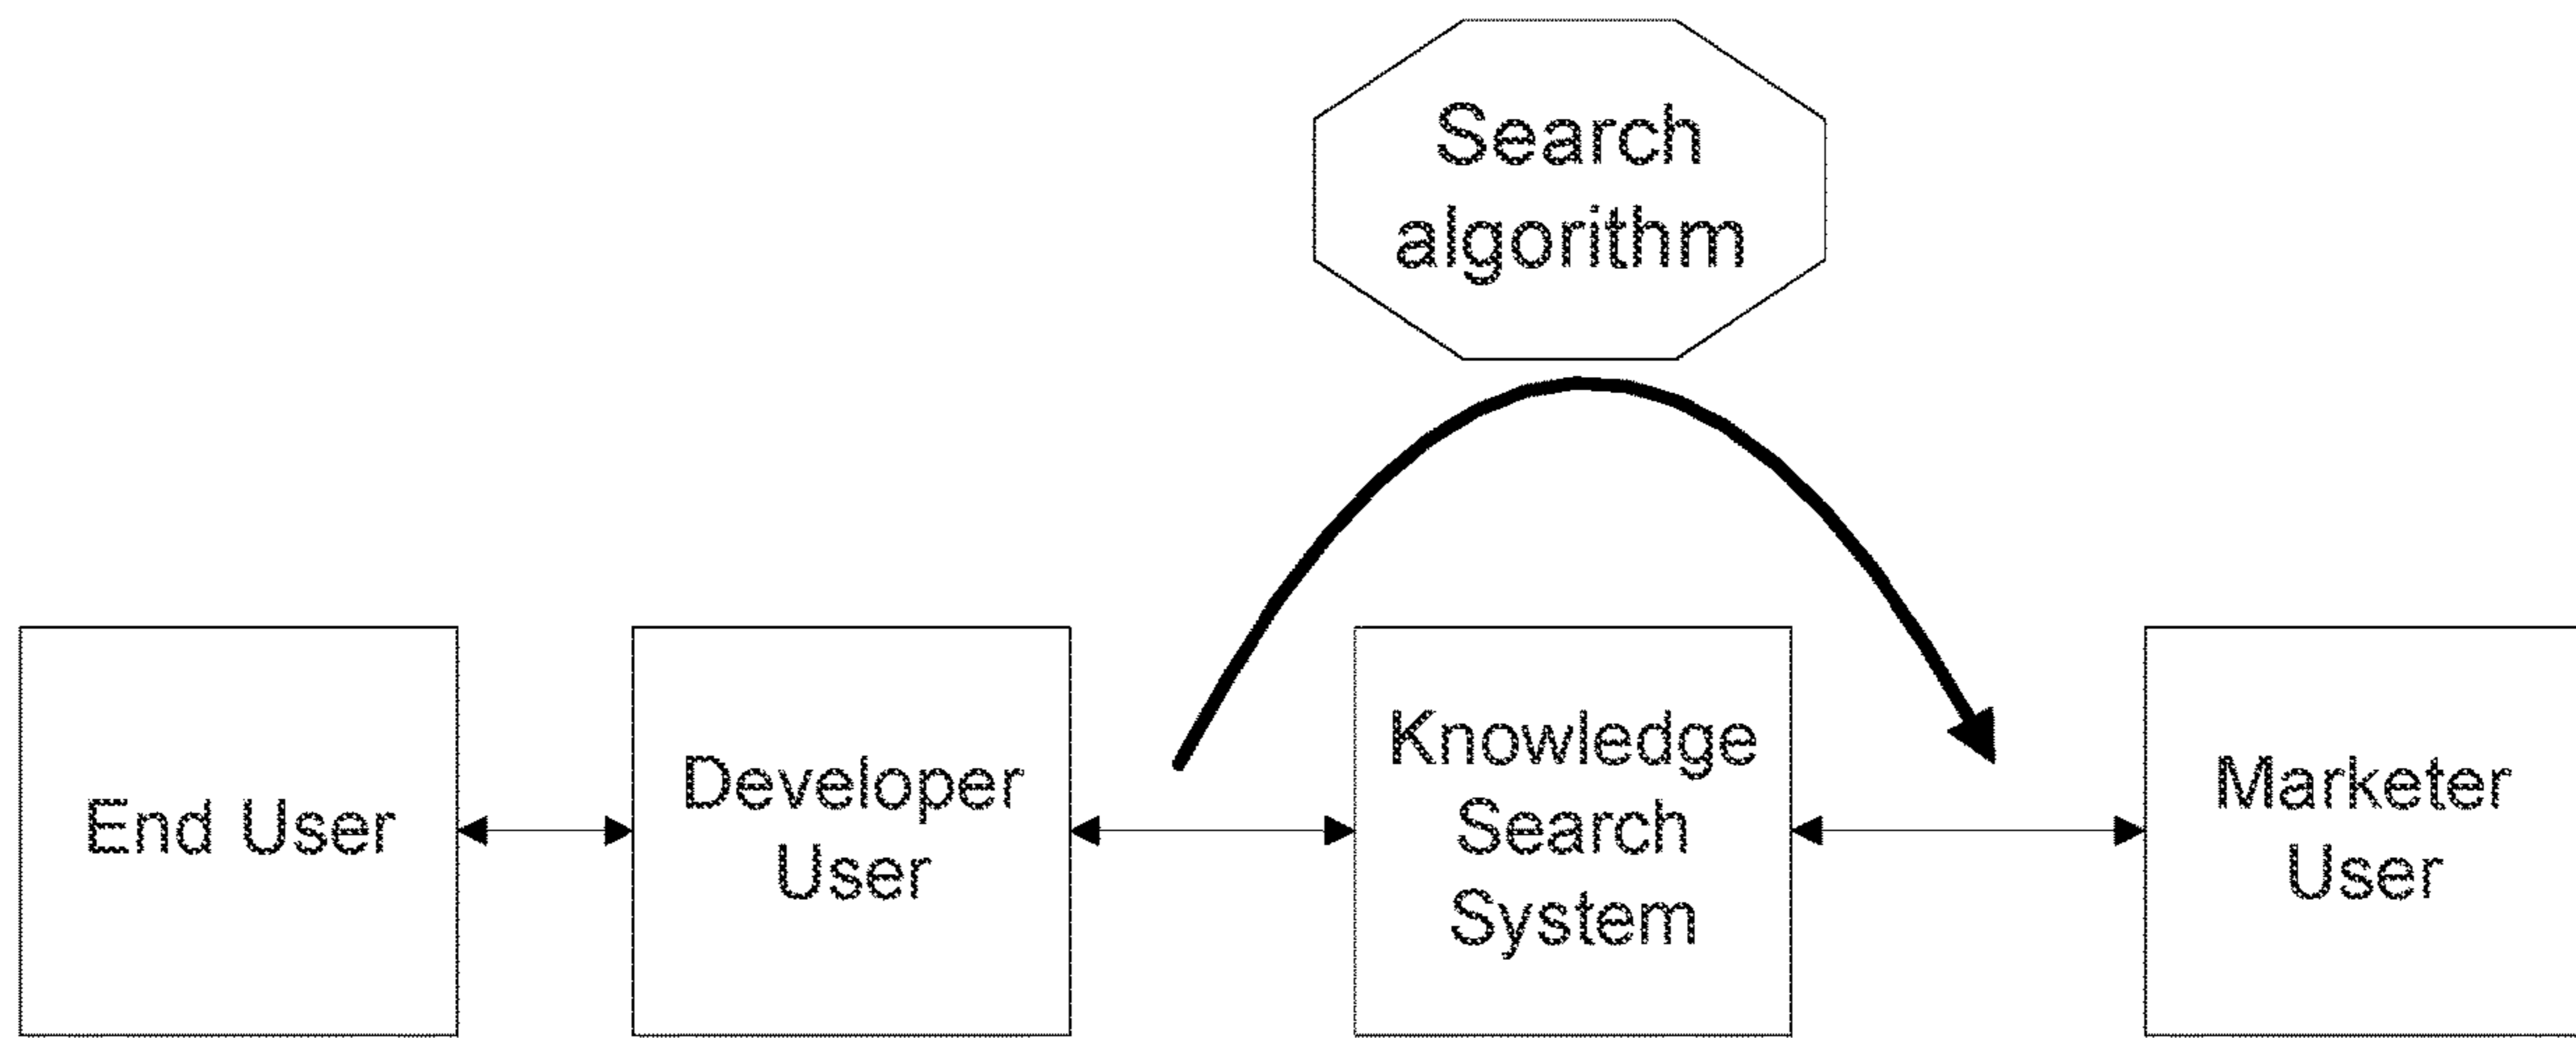 Search
algorithm
End User
Developer
User
Knowledge
Search
System
Marketer
User